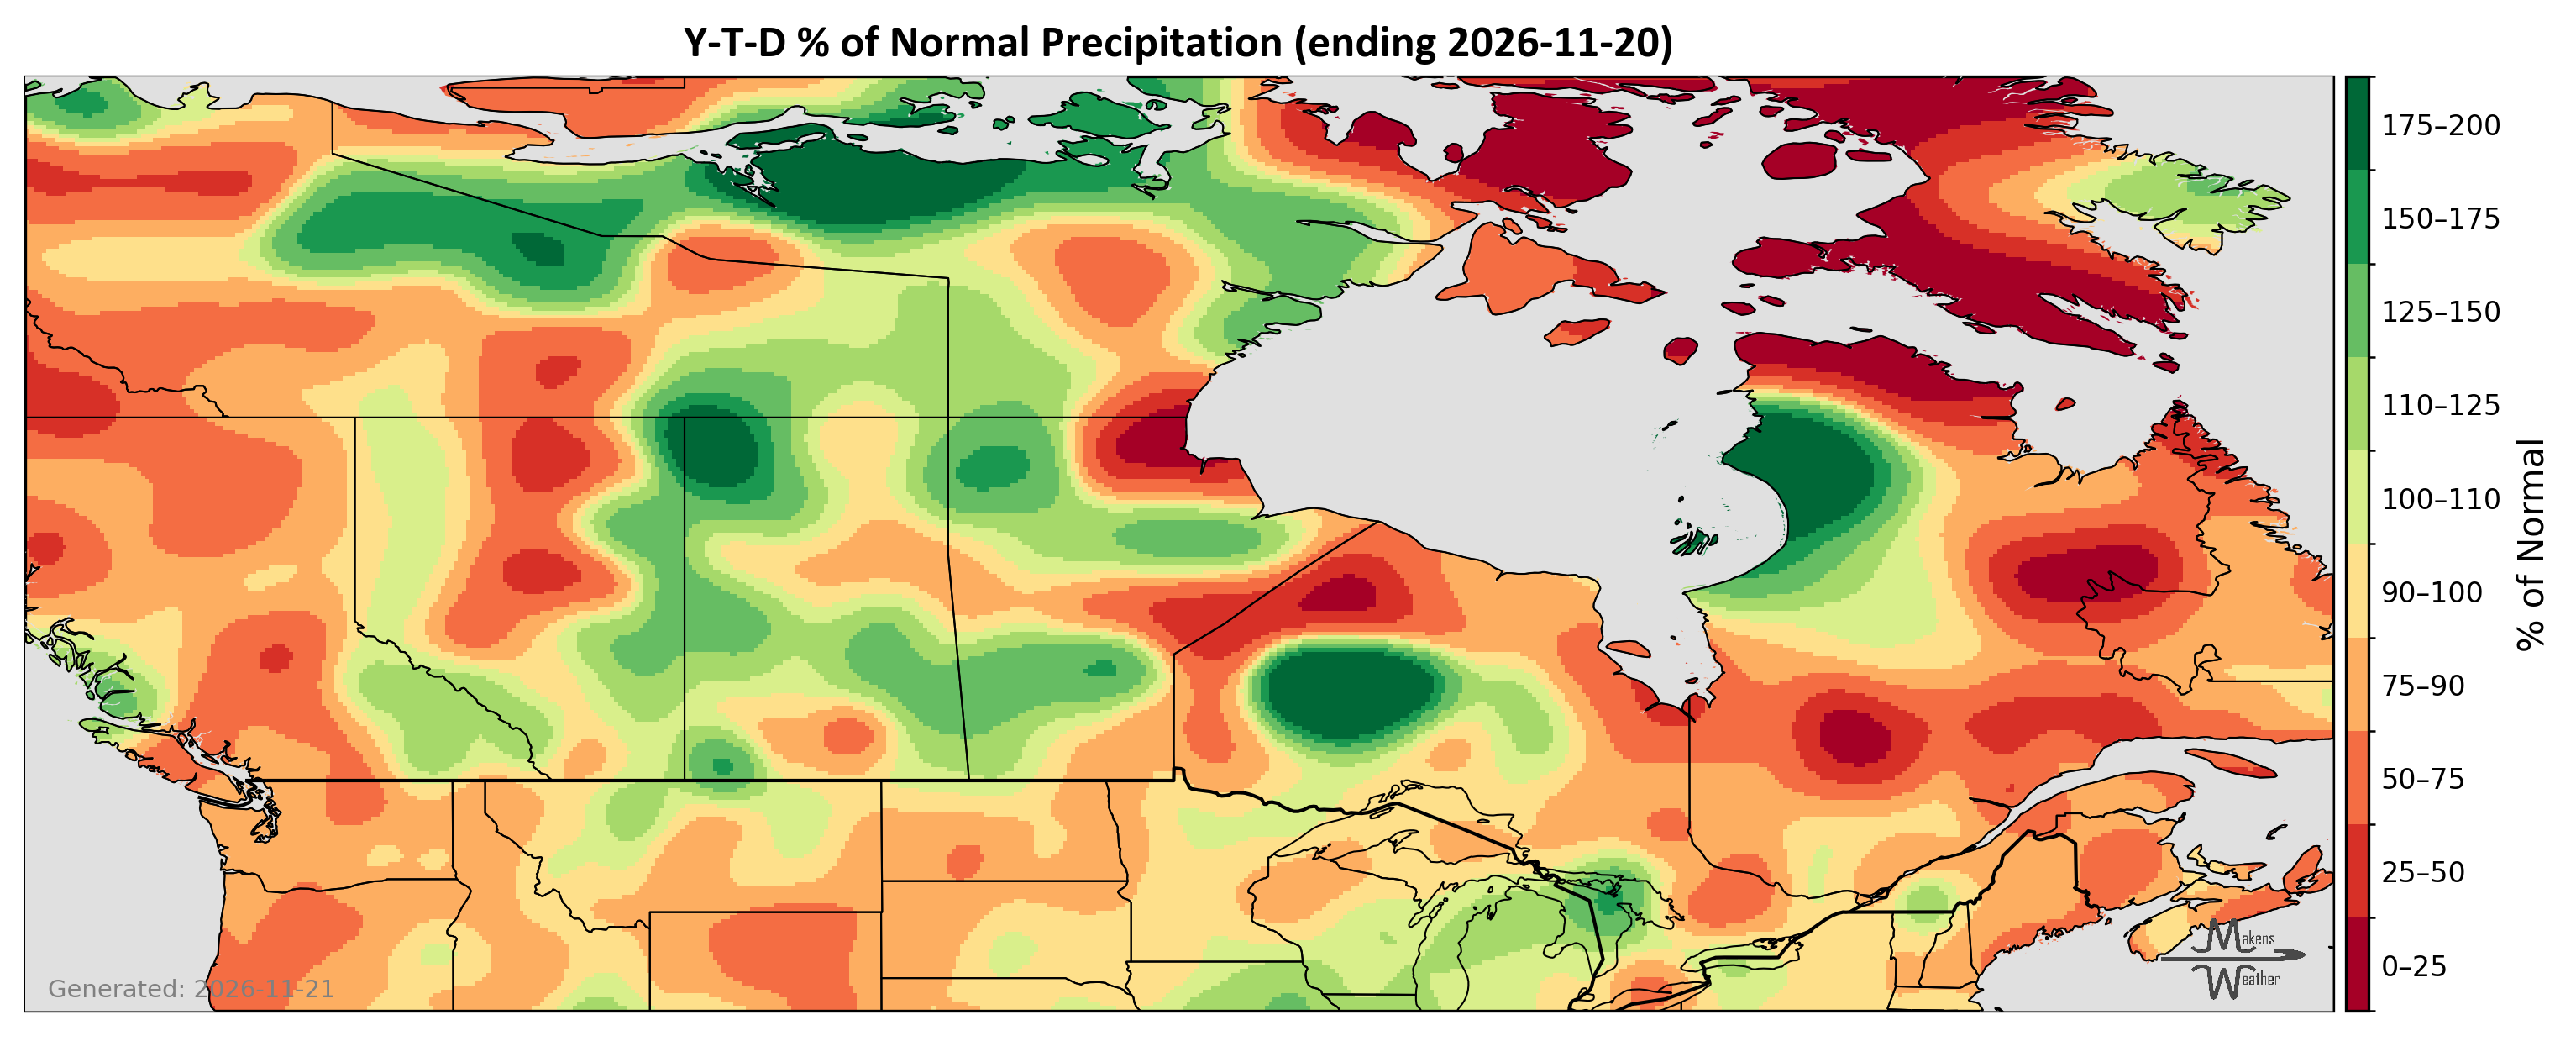 Y-T-D % of Normal Precipitation (ending 2026-11-20)
175–200
150–175
125–150
110–125
100–110
90–100
75–90
50–75
25–50
0–25
% of Normal
Makens
Weather
Generated: 2026-11-21